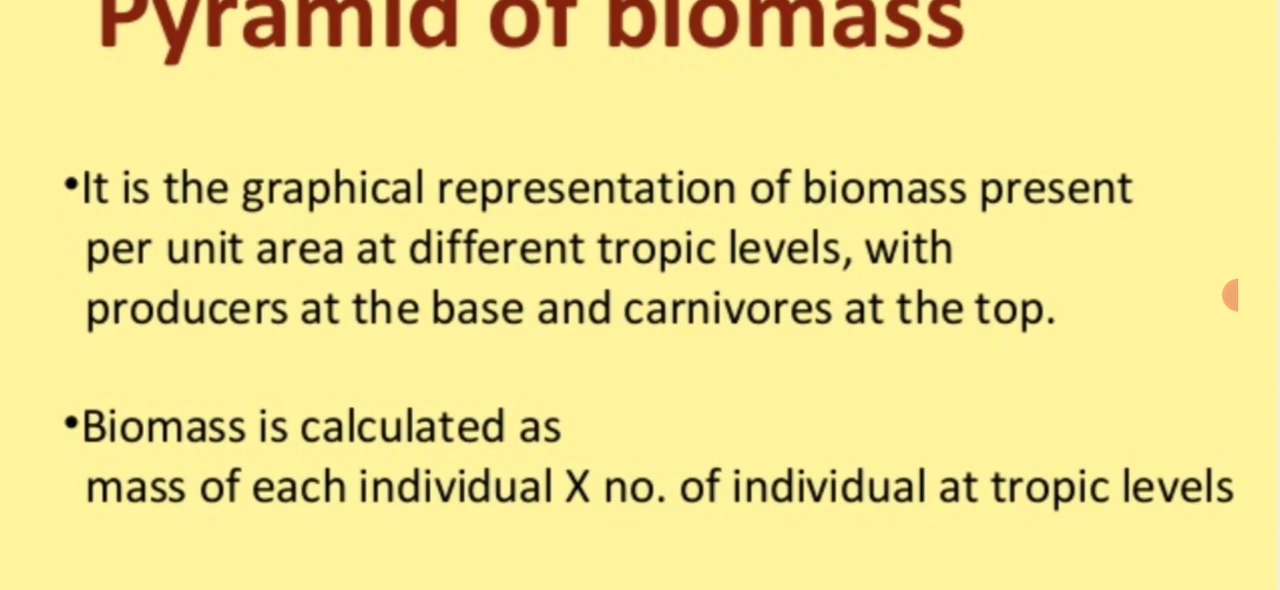 Pyramid of biomass
•It is the graphical representation of biomass present
per unit area at different tropic levels, with
producers at the base and carnivores at the top.
•Biomass is calculated as
mass of each individual X no. of individual at tropic levels